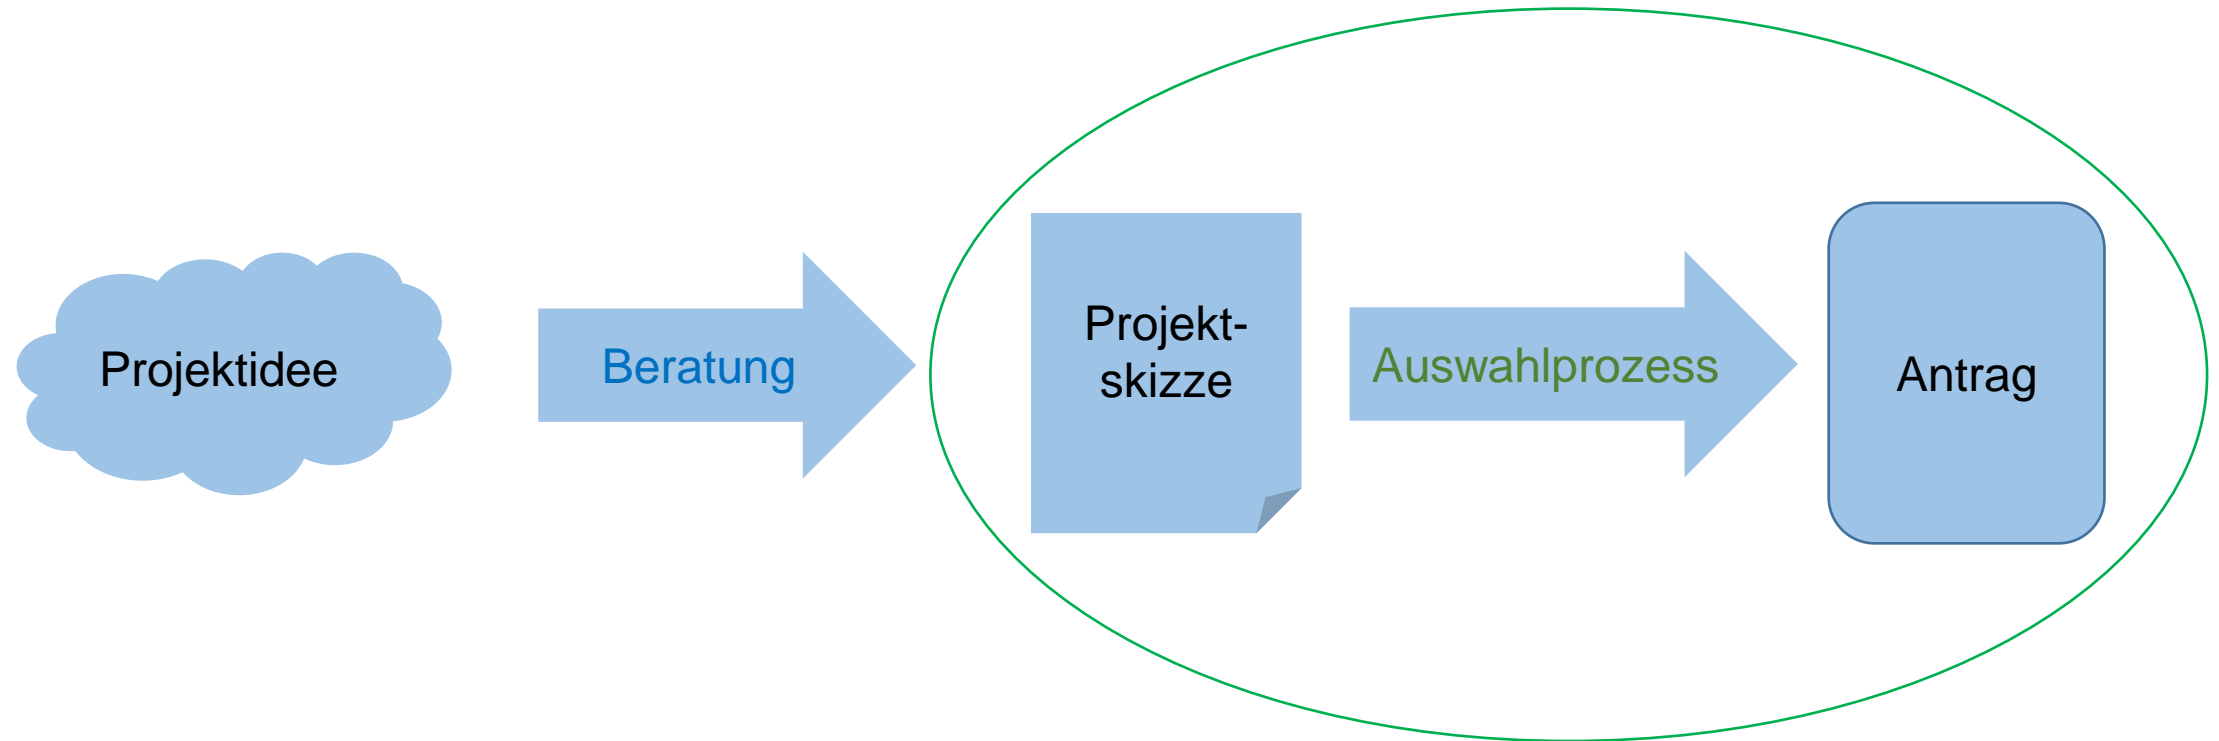 Projektidee
Beratung
Projekt-
skizze
Auswahlprozess
Antrag